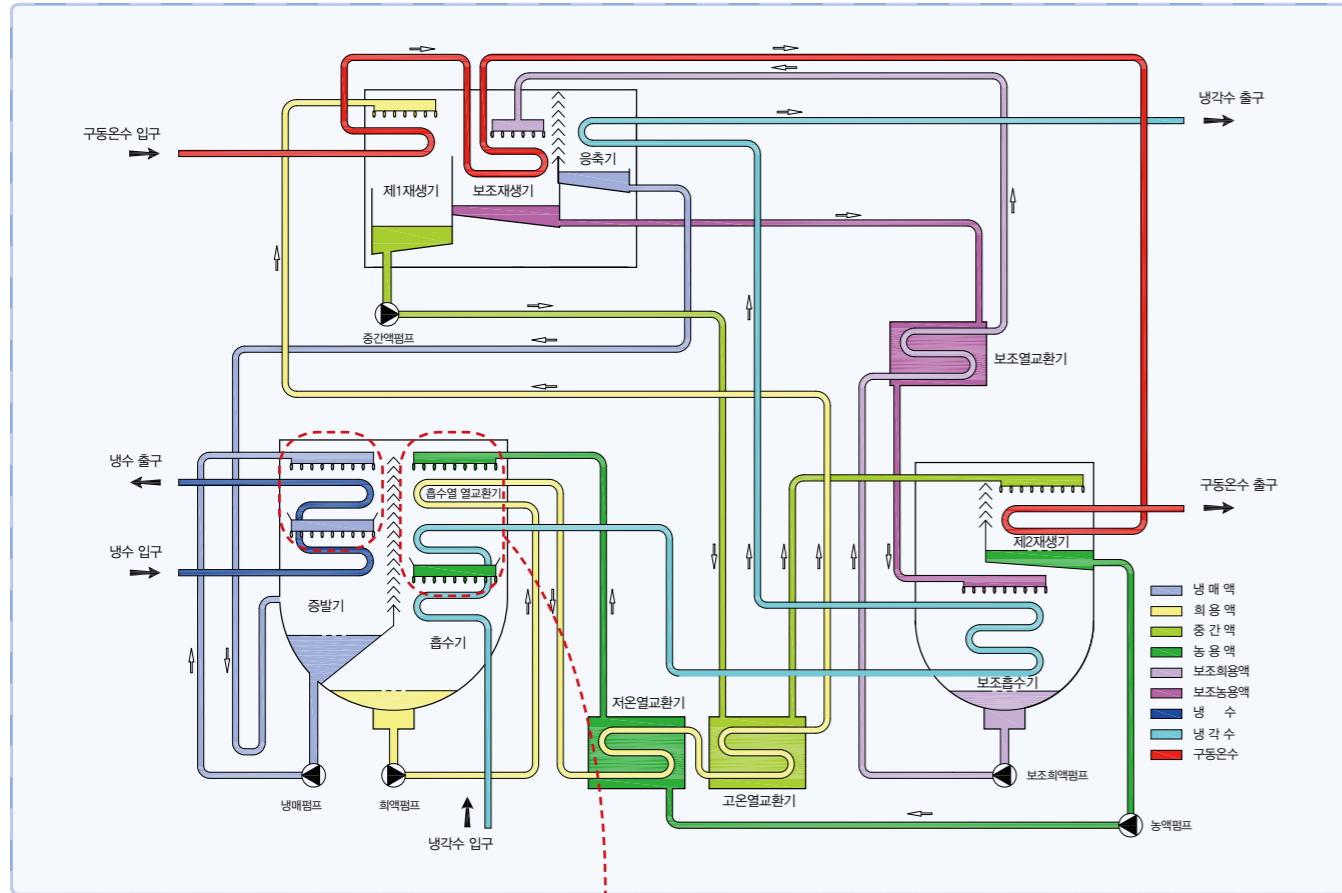 냉각수 출구
구동온수 입구
응축기
제1재생기
보조재생기
중간액펌프
보조열교환기
냉수 출구
흡수열 열교환기
구동온수 출구
제2재생기
냉수 입구
증발기
흡수기
냉 매 액
희 용 액
중 간 액
농 용 액
보조희용액
보조농용액
냉 수
냉 각 수
구동온수
보조흡수기
저온열교환기
고온열교환기
냉매펌프
희액펌프
보조희액펌프
냉각수 입구
농액펌프